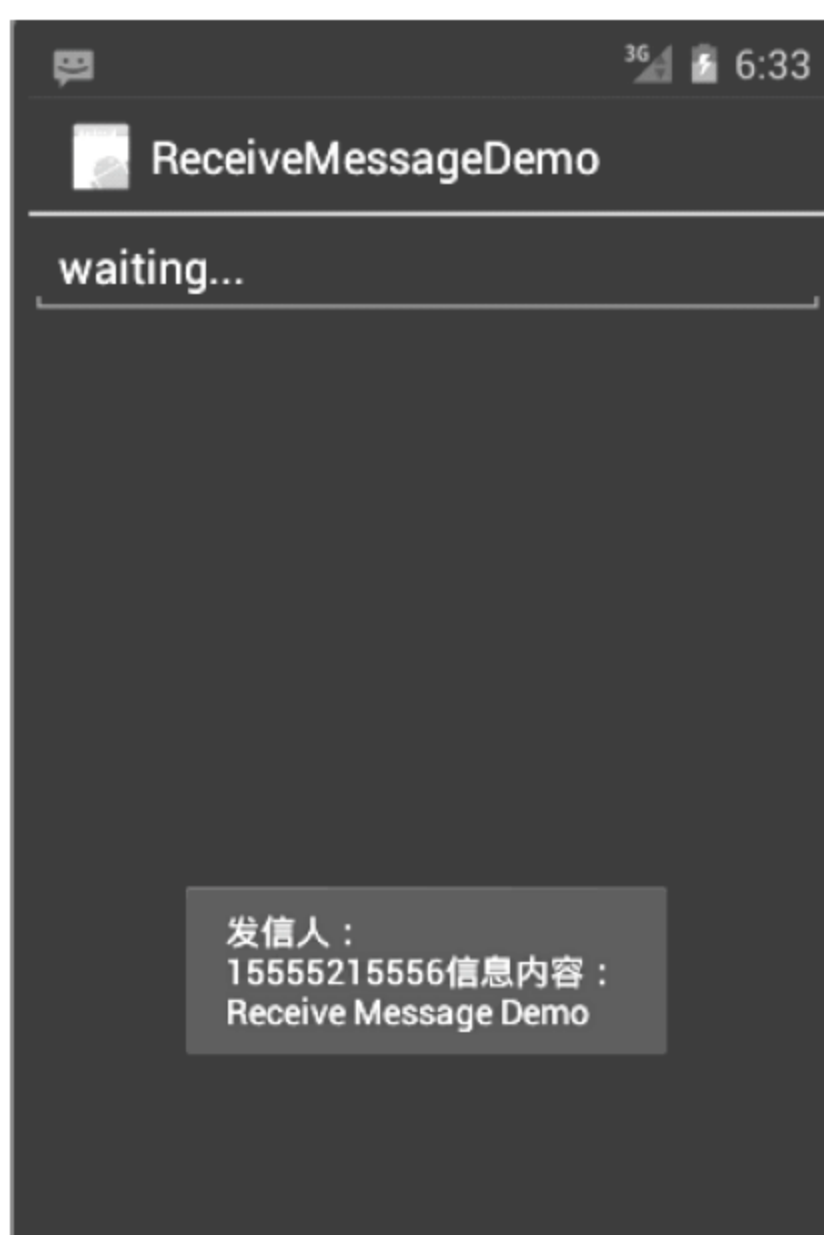 3G 6:33
ReceiveMessageDemo
waiting...
发信人：
15555215556信息内容：
Receive Message Demo